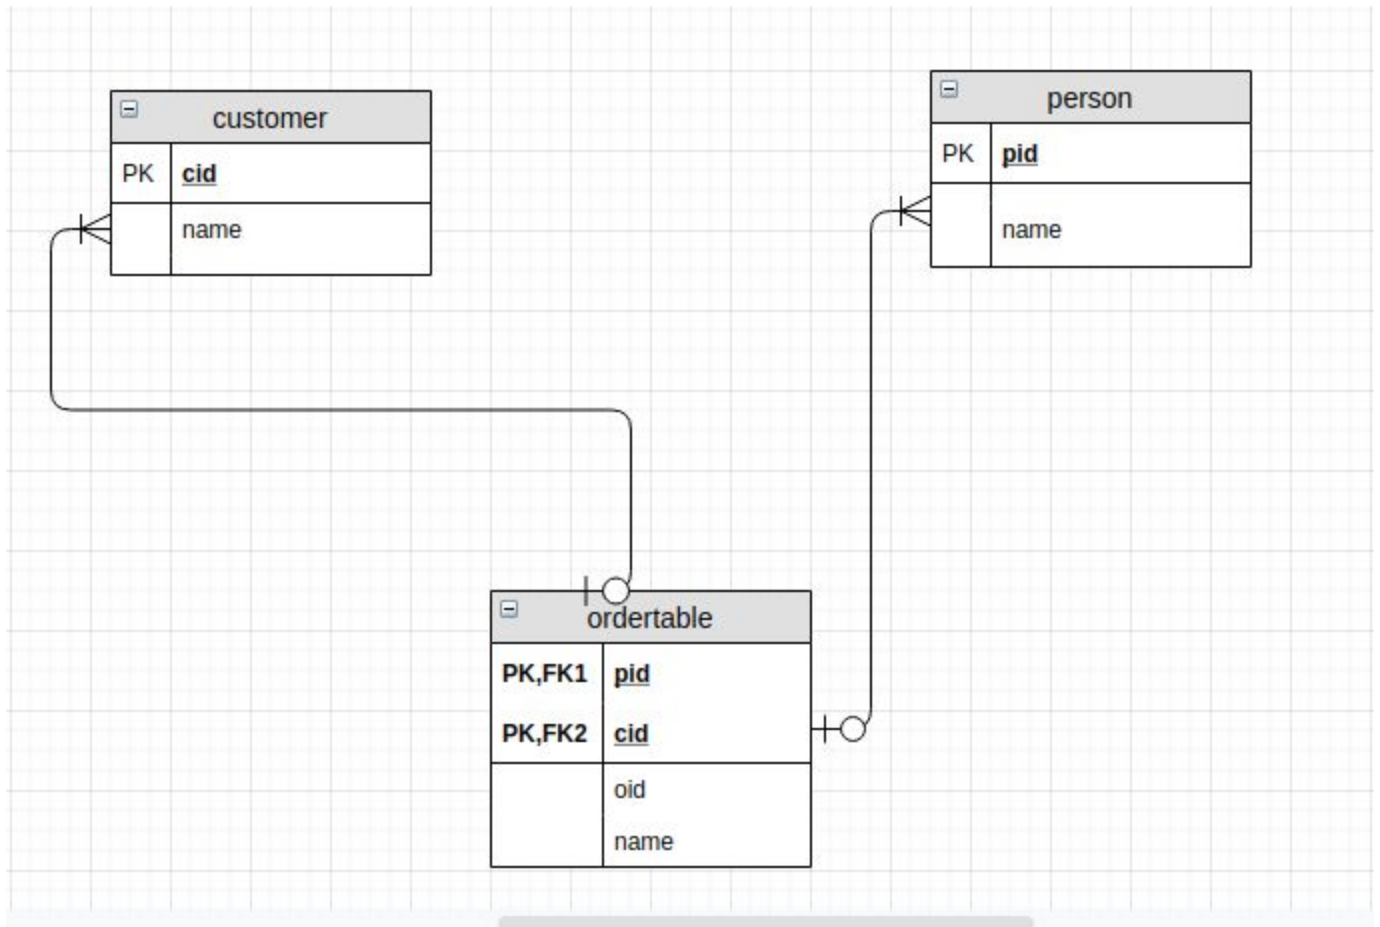 customer
PK cid
name
person
PK pid
name
ordertable
PK,FK1 pid
PK,FK2 cid
oid
name